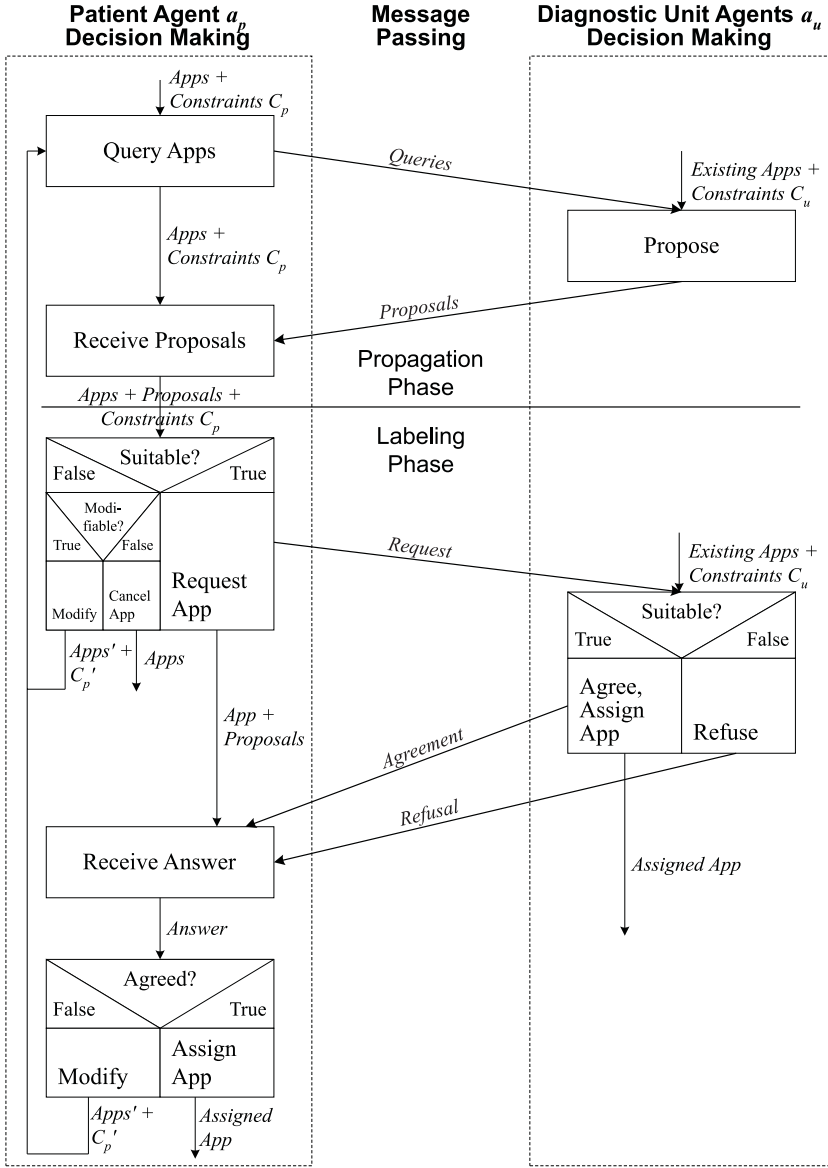 Patient Agent a_p
Decision Making
Message
Passing
Diagnostic Unit Agents a_u
Decision Making
Apps +
Constraints C_p
Query Apps
Queries
Existing Apps +
Constraints C_u
Apps +
Constraints C_p
Propose
Proposals
Receive Proposals
Propagation
Phase
Apps + Proposals +
Constraints C_p
Labeling
Phase
Suitable?
False
True
Modi-
fiable?
True
False
Request
App
Modify
Cancel
App
Request
Existing Apps +
Constraints C_u
Suitable?
True
False
Apps' +
C_p'
Apps
Agree,
Assign
App
Refuse
App +
Proposals
Agreement
Refusal
Receive Answer
Assigned App
Answer
Agreed?
False
True
Modify
Assign
App
Apps' +
C_p'
Assigned
App